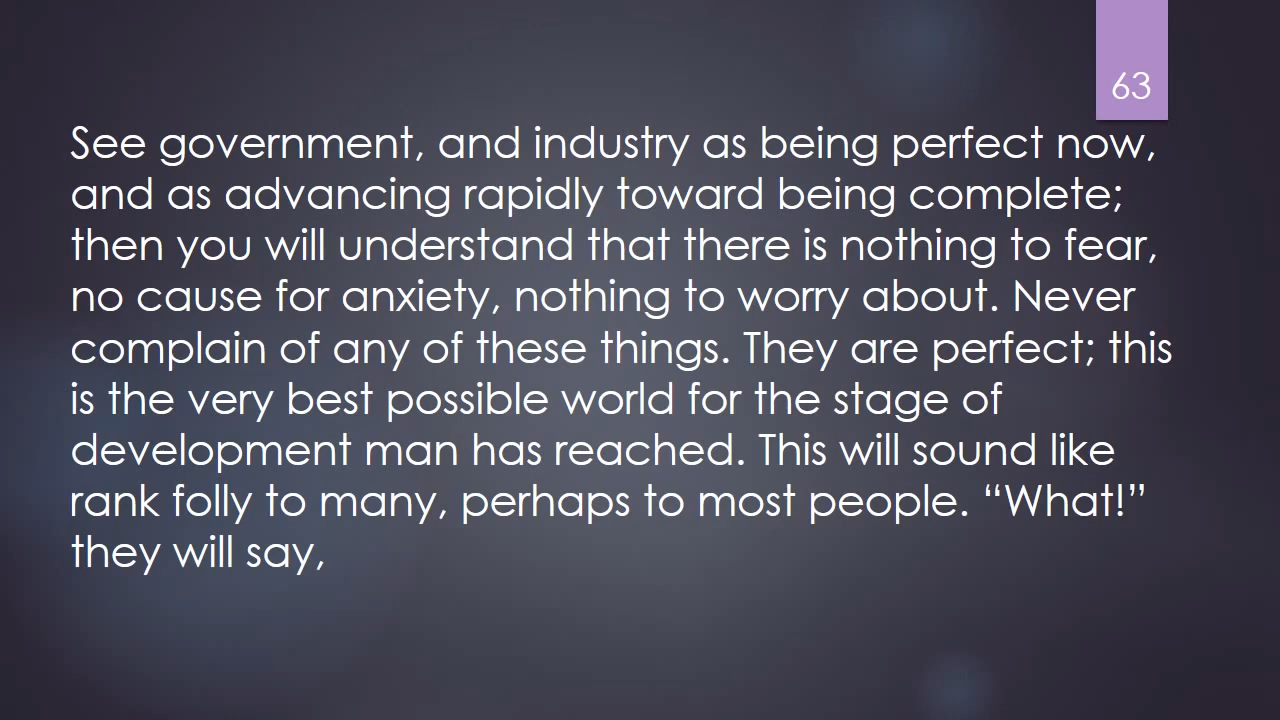 63
See government, and industry as being perfect now,
and as advancing rapidly toward being complete;
then you will understand that there is nothing to fear,
no cause for anxiety, nothing to worry about. Never
complain of any of these things. They are perfect; this
is the very best possible world for the stage of
development man has reached. This will sound like
rank folly to many, perhaps to most people. “What!”
they will say,